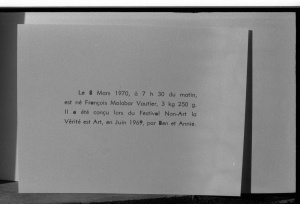 Le 8 Mars 1970, à 7 h 30 du matin,
est né François Malabar Vautier, 3 kg 250 g.
Il a été conçu lors du Festival Non-Art la
Vérité est Art, en Juin 1969, par Ben et Annie.